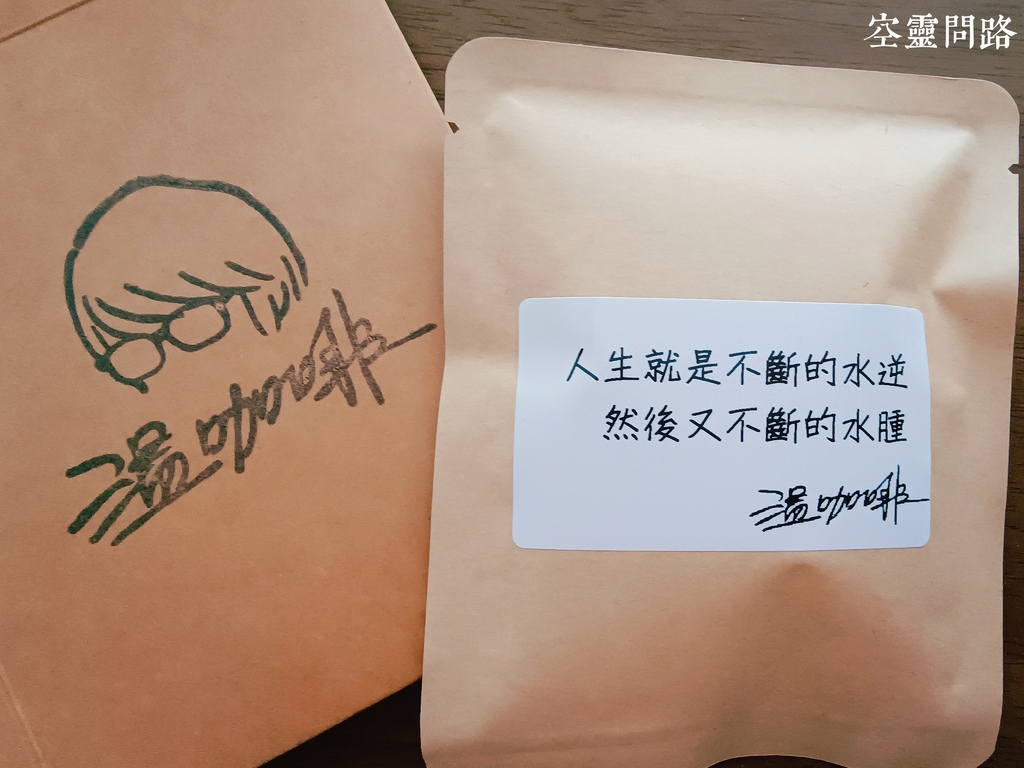 空靈問路
溫咖啡
人生就是不斷的水逆
然後又不斷的水腫
溫咖啡